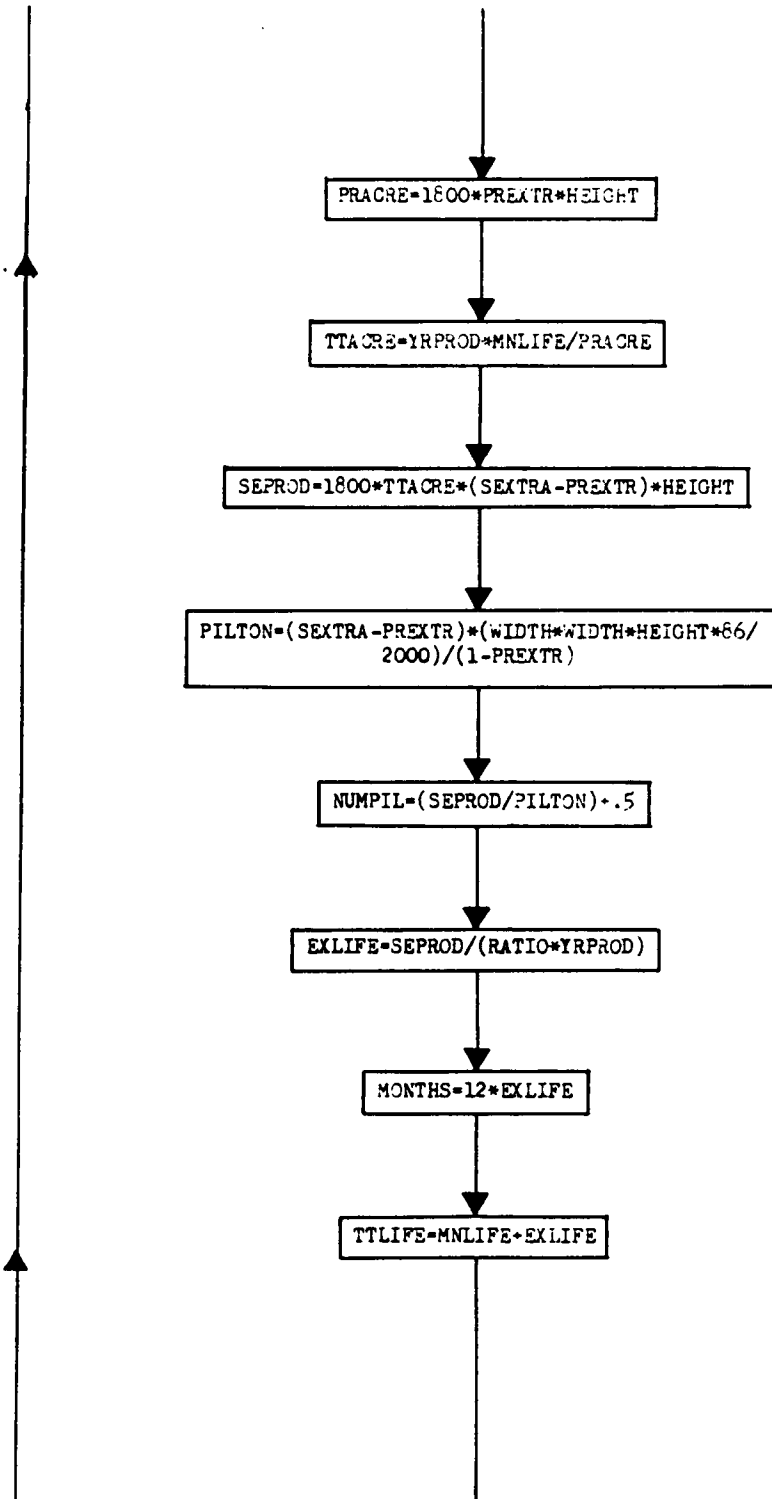 PRACRE=1800*PREXTR*HEIGHT
TTACRE=YRPROD*MNLIFE/PRACRE
SEPROD=1800*TTACRE*(SEXTRA-PREXTR)*HEIGHT
PILTON=(SEXTRA-PREXTR)*(WIDTH*WIDTH*HEIGHT*86/
2000)/(1-PREXTR)
NUMPIL=(SEPROD/PILTON)+.5
EXLIFE=SEPROD/(RATIO*YRPROD)
MONTHS=12*EXLIFE
TTLIFE=MNLIFE+EXLIFE